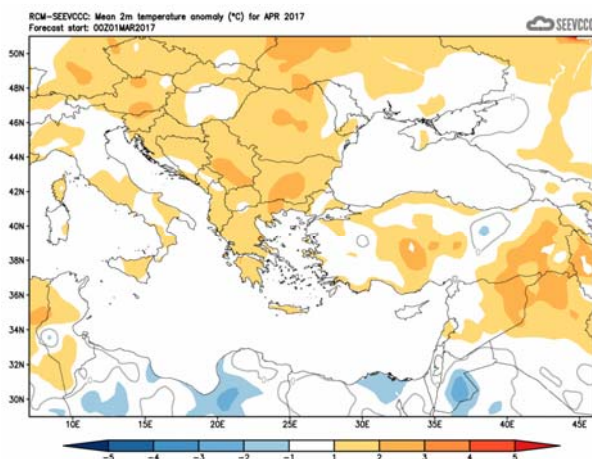 RCM-SEEVCCC: Mean 2m temperature anomaly (°C) for APR 2017
Forecast start: 00Z01MAR2017
SEEVCCC
50N
48N
46N
44N
42N
40N
38N
36N
34N
32N
30N
10E 15E 20E 25E 30E 35E 40E 45E
-5 -4 -3 -2 -1 1 2 3 4 5